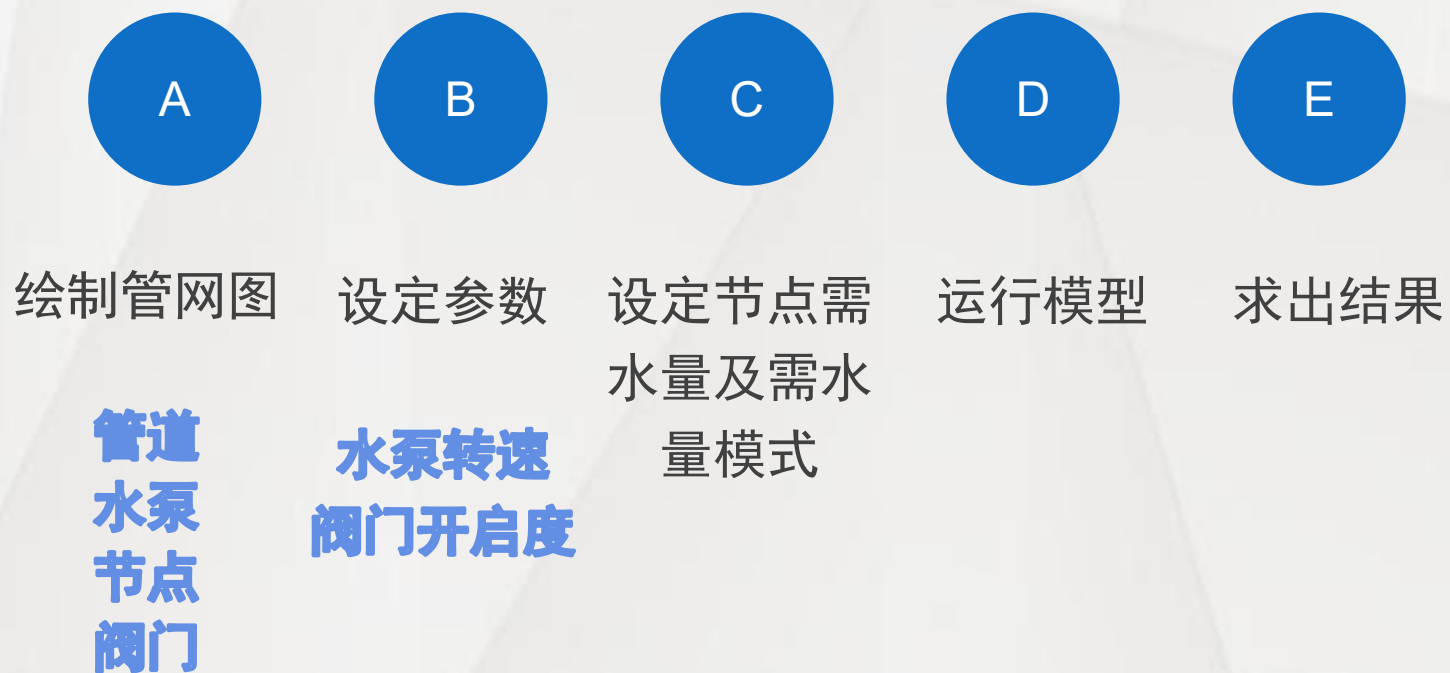 A
B
C
D
E
绘制管网图
设定参数
设定节点需
水量及需水
量模式
运行模型
求出结果
管道
水泵
节点
阀门
水泵转速
阀门开启度